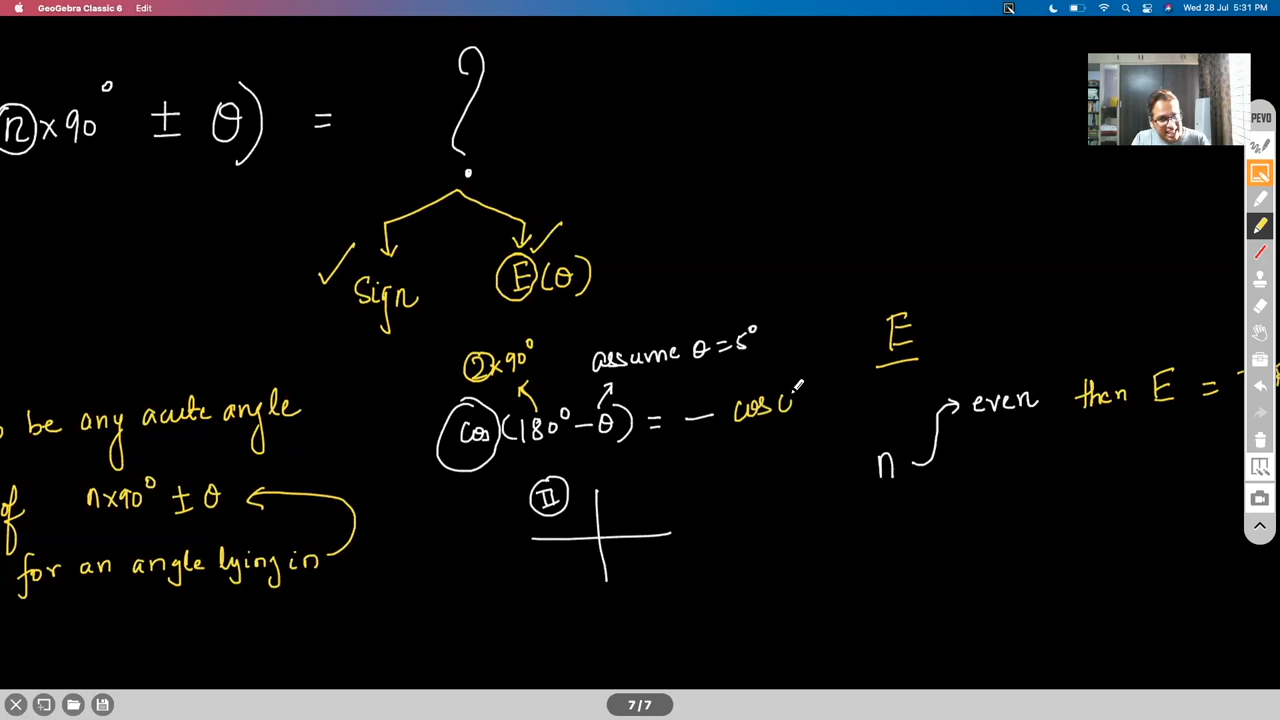 GeoGebra Classic 6 Edit Wed 28 Jul 5:31 PM
n×90° ± θ) = ?
Sign E(θ)
2×90° assume θ=5°
cos(180°-θ) = - cos
II
be any acute angle
of n×90° ± θ
for an angle lying in
E
n even then E =
7/7